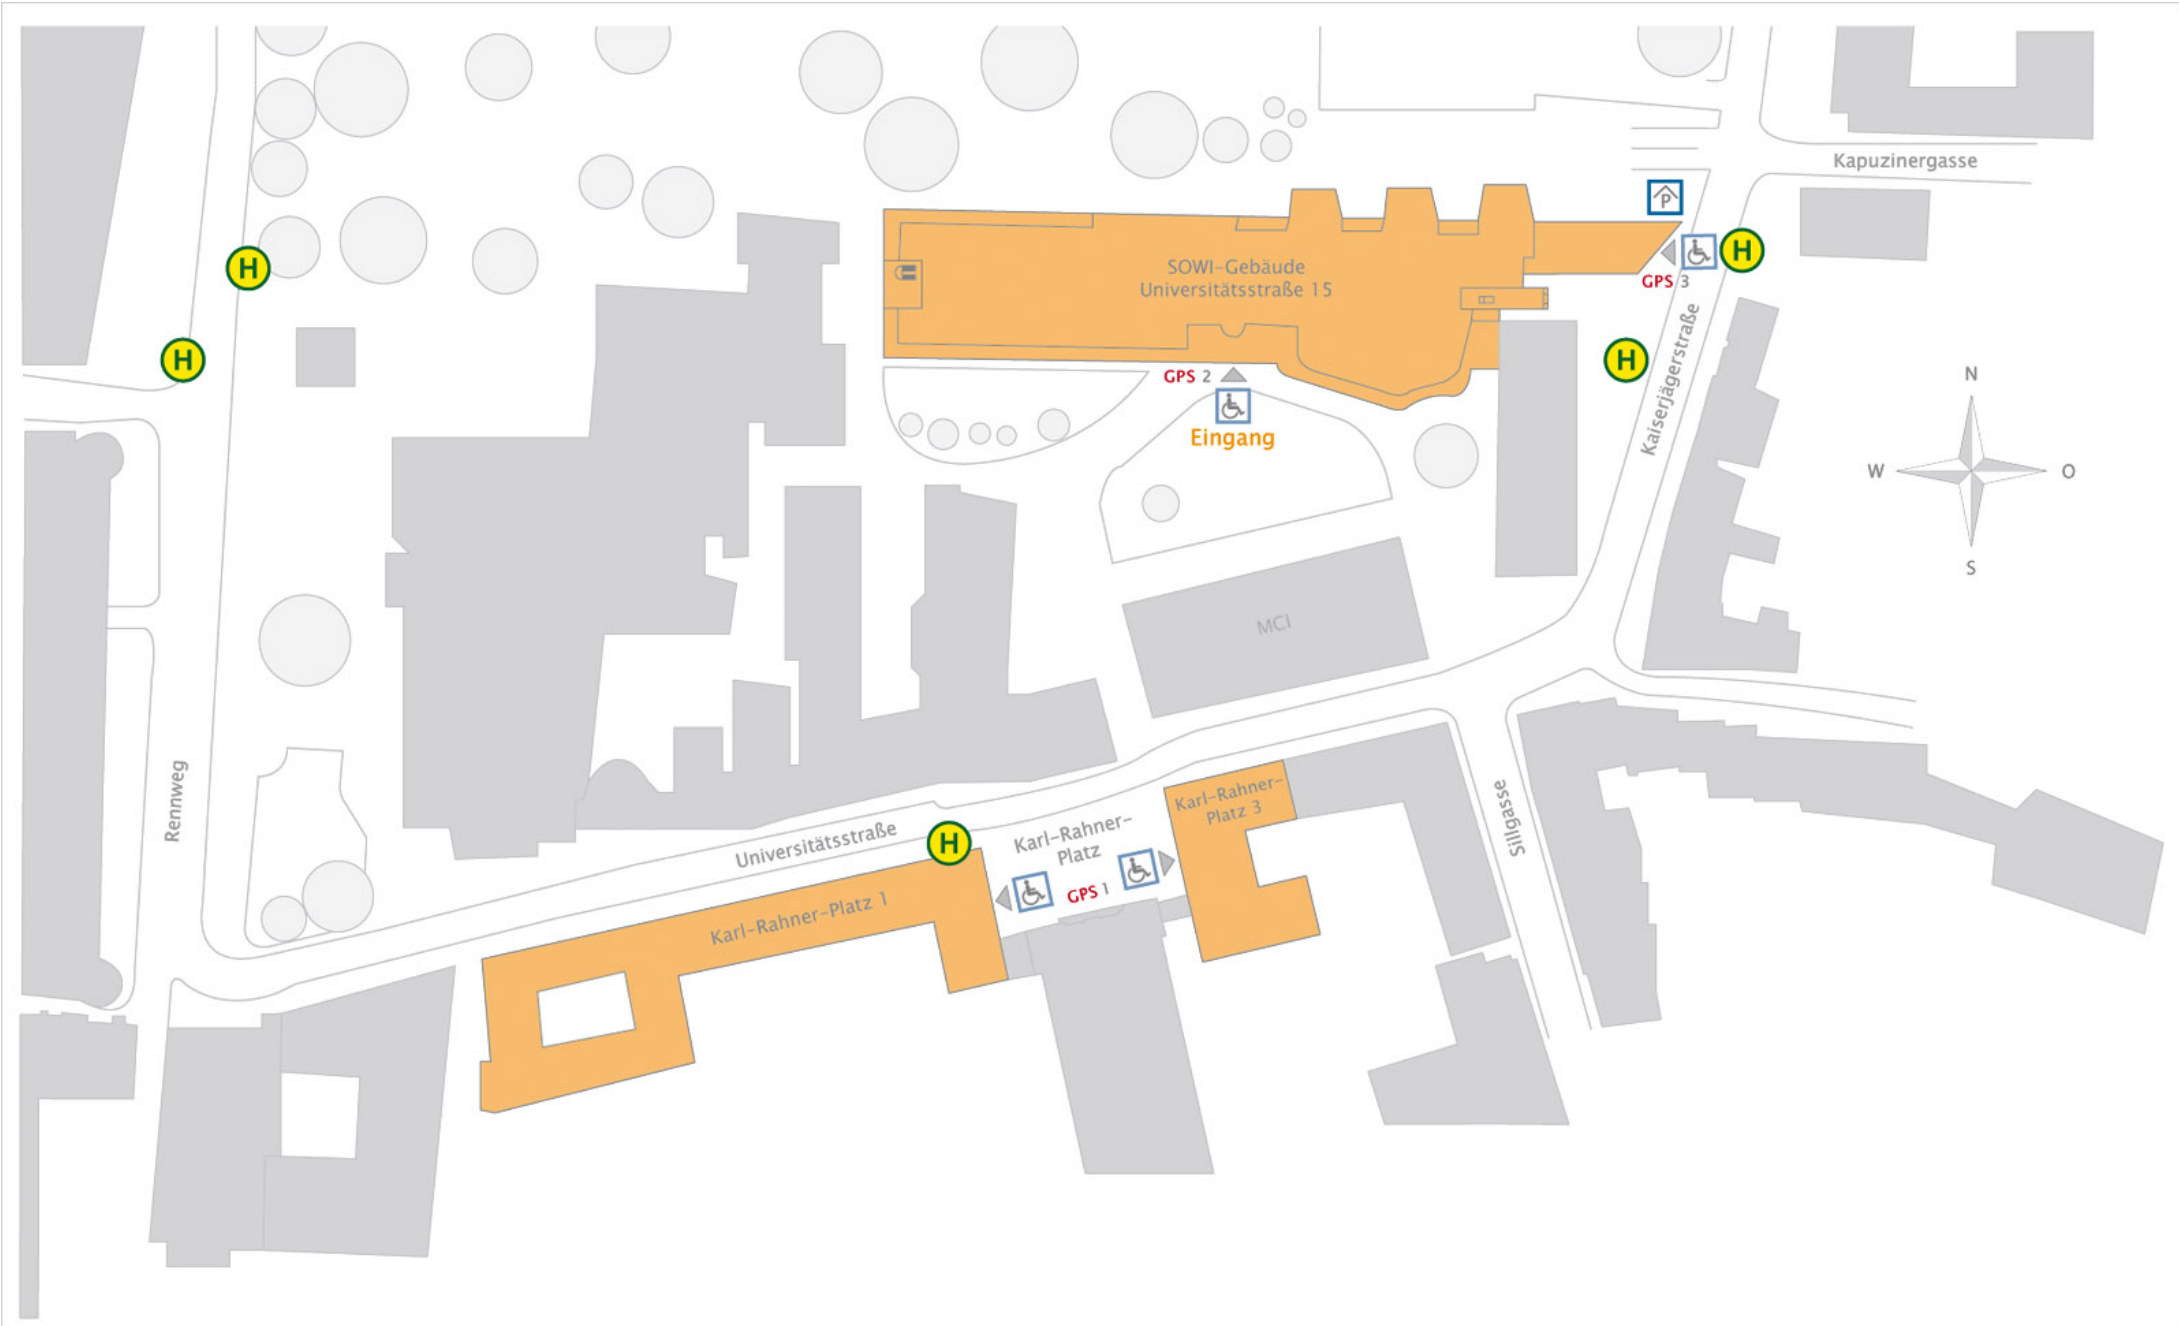 Kapuzinergasse
P
H
H
SOWI-Gebäude
Universitätsstraße 15
GPS 3
H
H
H
Kaiserjägerstraße
GPS 2
Eingang
N
W
O
S
MCI
Rennweg
Sillgasse
Karl-Rahner-
Platz 3
Universitätsstraße
H
Karl-Rahner-
Platz
GPS 1
Karl-Rahner-Platz 1